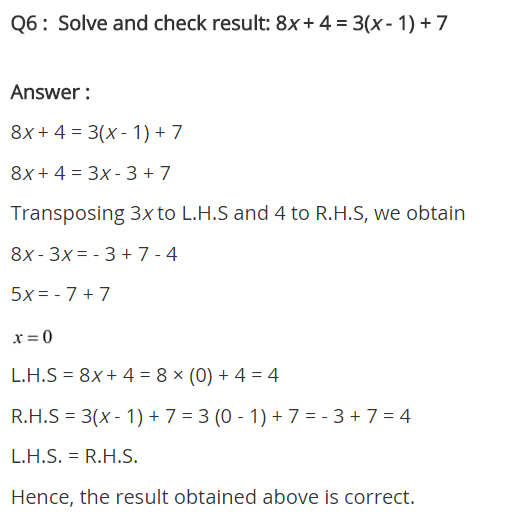 Q6 : Solve and check result: 8x + 4 = 3(x - 1) + 7
Answer :
8x + 4 = 3(x - 1) + 7
8x + 4 = 3x - 3 + 7
Transposing 3x to L.H.S and 4 to R.H.S, we obtain
8x - 3x = - 3 + 7 - 4
5x = - 7 + 7
x = 0
L.H.S = 8x + 4 = 8 × (0) + 4 = 4
R.H.S = 3(x - 1) + 7 = 3 (0 - 1) + 7 = - 3 + 7 = 4
L.H.S. = R.H.S.
Hence, the result obtained above is correct.